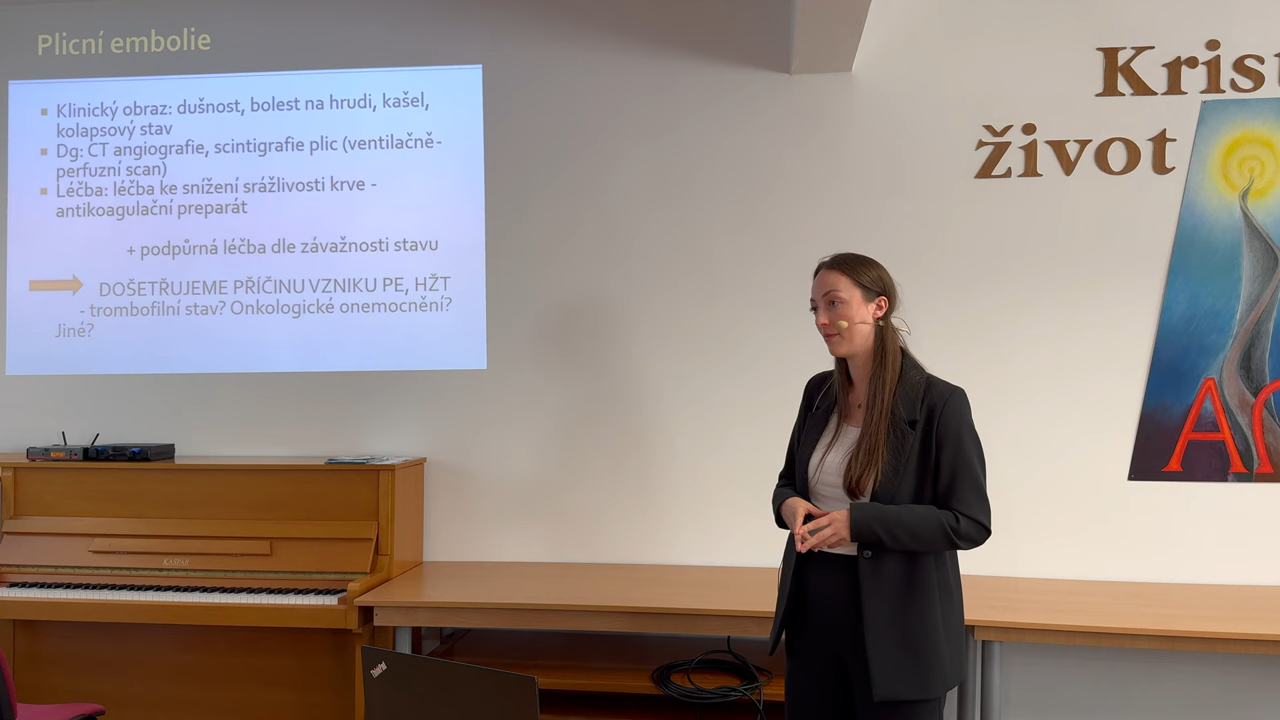 Plicní embolie
▪ Klinický obraz: dušnost, bolest na hrudi, kašel,
kolapsový stav
▪ Dg: CT angiografie, scintigrafie plic (ventilačně-
perfuzní scan)
▪ Léčba: léčba ke snížení srážlivosti krve -
antikoagulační preparát
+ podpůrná léčba dle závažnosti stavu
DOŠETŘUJEME PŘÍČINU VZNIKU PE, HŽT
- trombofilní stav? Onkologické onemocnění?
Jiné?
Krist
život
ΑΩ
KASPAR
ThinkPad